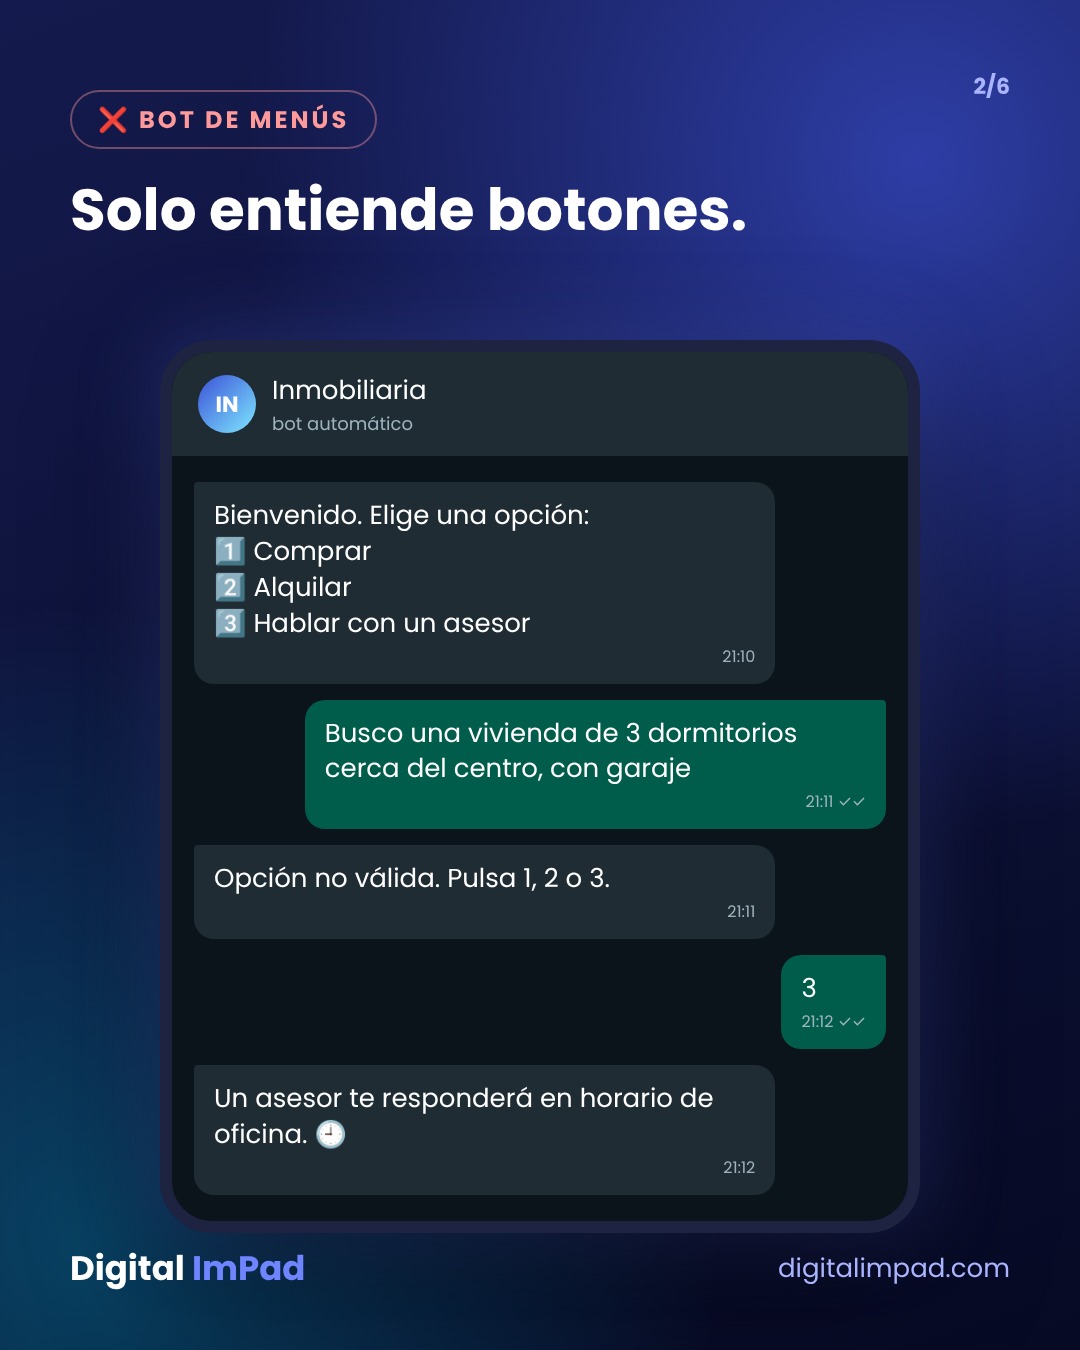 2/6
❌ BOT DE MENÚS
Solo entiende botones.
IN
Inmobiliaria
bot automático
Bienvenido. Elige una opción:
1️⃣ Comprar
2️⃣ Alquilar
3️⃣ Hablar con un asesor
21:10
Busco una vivienda de 3 dormitorios
cerca del centro, con garaje
21:11 ✓✓
Opción no válida. Pulsa 1, 2 o 3.
21:11
3
21:12 ✓✓
Un asesor te responderá en horario de
oficina. 🕘
21:12
Digital ImPad
digitalimpad.com